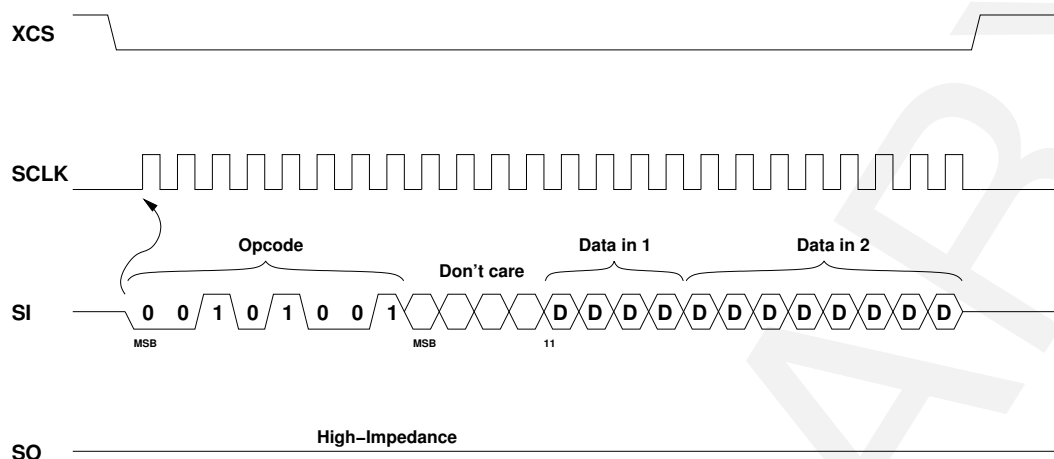 XCS
SCLK
Opcode
Don't care
Data in 1
Data in 2
SI
0 0 1 0 1 0 0 1 D D D D D D D D D D D D
MSB
MSB
11
High–Impedance
SO